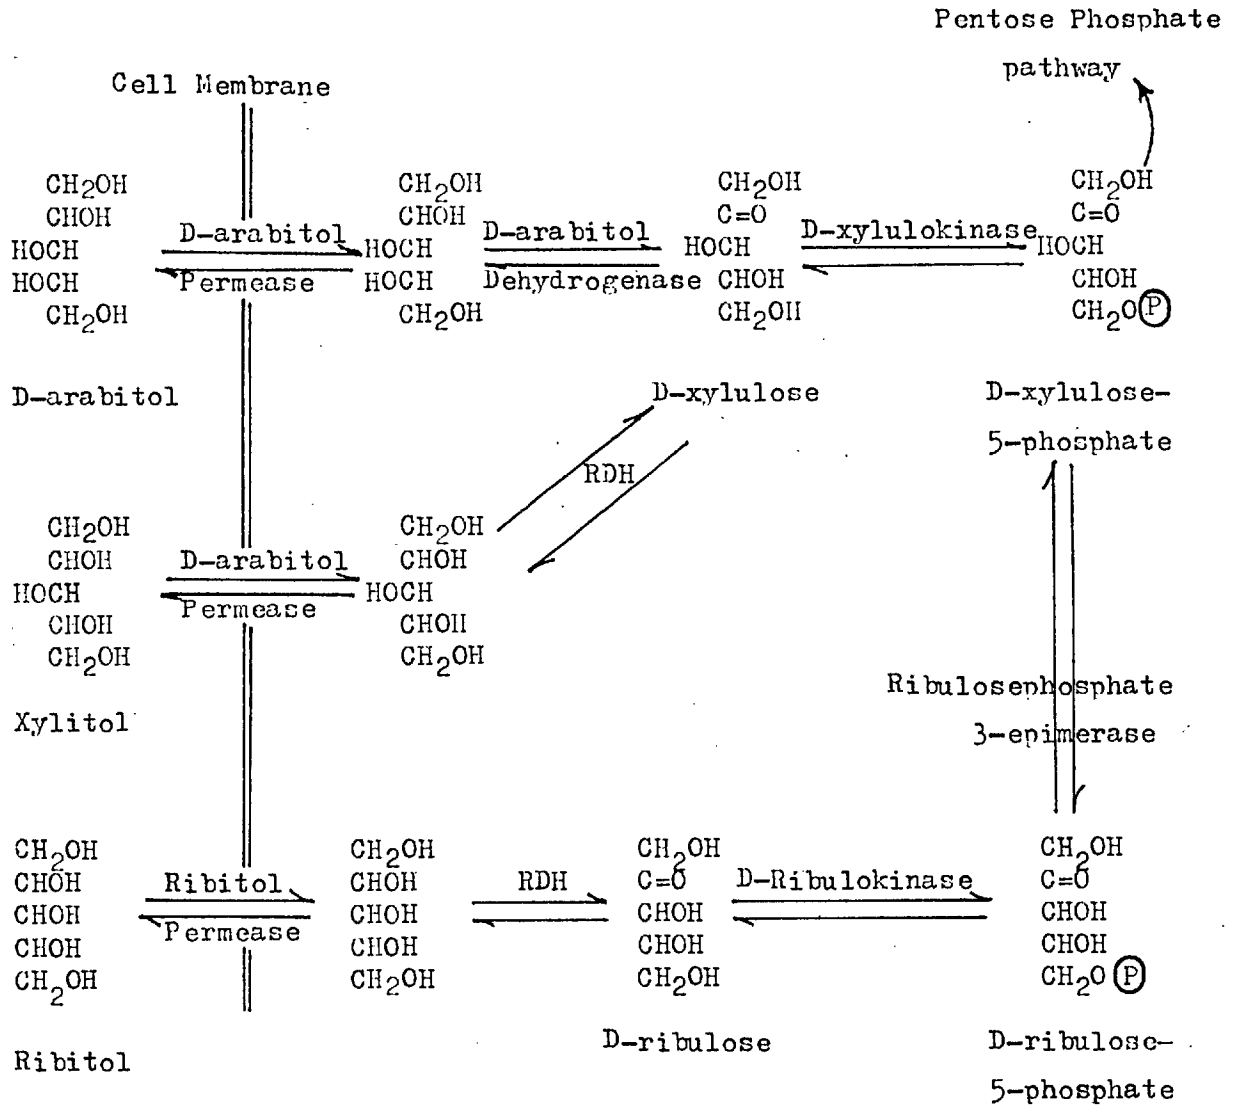 Pentose Phosphate
pathway
Cell Membrane
CH2OH CH2OH CH2OH CH2OH
CHOH CHOH C=O C=O
D-arabitol D-arabitol D-xylulokinase
HOCH HOCH HOCH HOCH
HOCH Permease HOCH Dehydrogenase CHOH CHOH
CH2OH CH2OH CH2OH CH2O P
D-arabitol D-xylulose D-xylulose-
5-phosphate
RDH
CH2OH CH2OH
CHOH D-arabitol CHOH
HOCH HOCH
Permease
CHOH CHOH
CH2OH CH2OH
Ribulosephosphate
Xylitol
3-epimerase
CH2OH CH2OH CH2OH CH2OH
CHOH Ribitol CHOH RDH C=O D-Ribulokinase C=O
CHOH CHOH CHOH CHOH
Permease
CHOH CHOH CHOH CHOH
CH2OH CH2OH CH2OH CH2O P
Ribitol D-ribulose D-ribulose-
5-phosphate